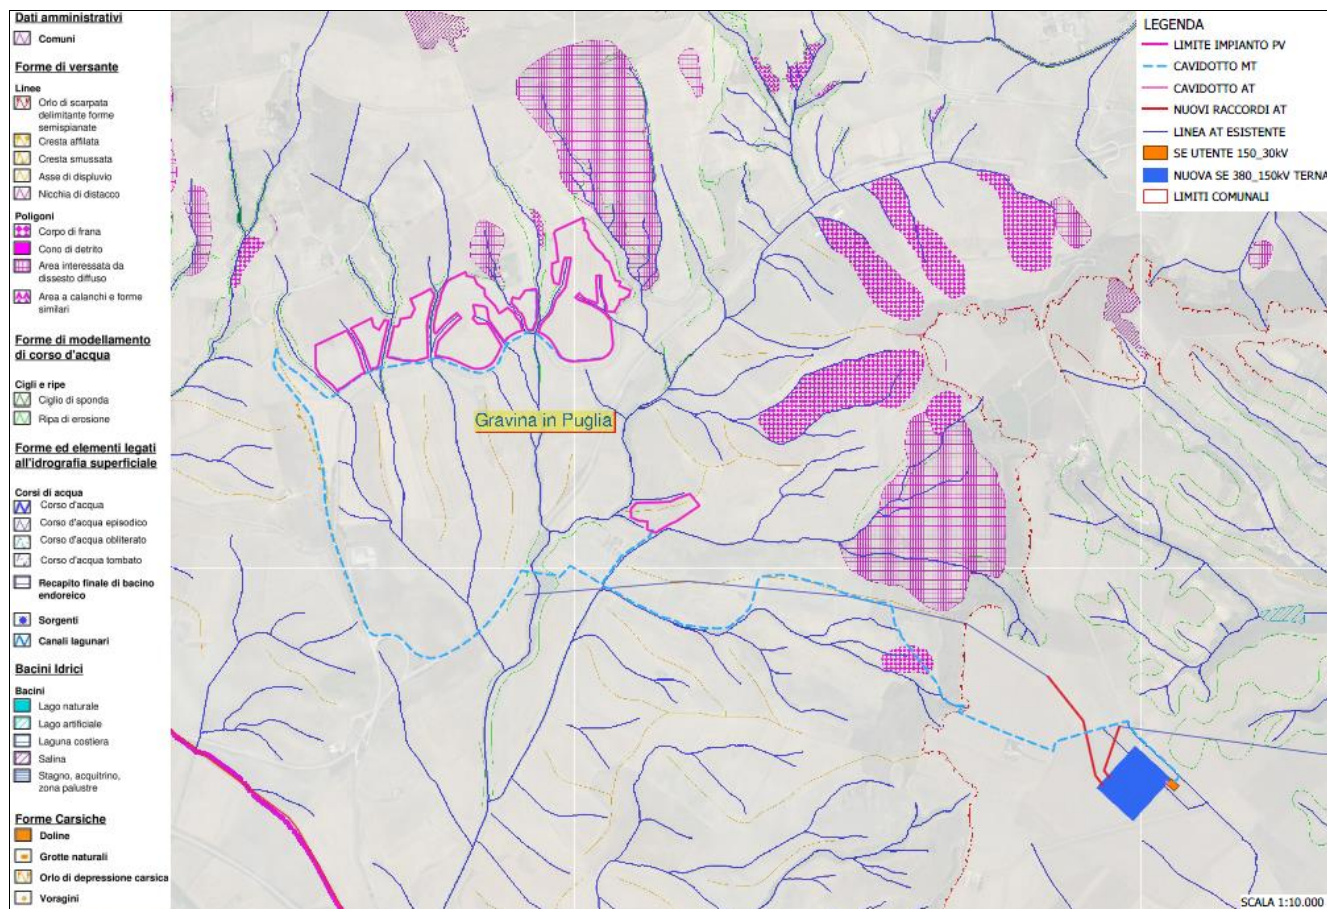 Dati amministrativi
Comuni
Forme di versante
Linee
Orlo di scarpata
delimitante forme
semispianate
Cresta affilata
Cresta smussata
Asse di displuvio
Nicchia di distacco
Poligoni
Corpo di frana
Cono di detrito
Area interessata da
dissesto diffuso
Area a calanchi e forme
similari
Forme di modellamento
di corso d'acqua
Cigli e ripe
Ciglio di sponda
Ripa di erosione
Forme ed elementi legati
all'idrografia superficiale
Corsi di acqua
Corso d'acqua
Corso d'acqua episodico
Corso d'acqua obliterato
Corso d'acqua tombato
Recapito finale di bacino
endoreico
Sorgenti
Canali lagunari
Bacini Idrici
Bacini
Lago naturale
Lago artificiale
Laguna costiera
Salina
Stagno, acquitrino,
zona palustre
Forme Carsiche
Doline
Grotte naturali
Orlo di depressione carsica
Voragini
Gravina in Puglia
LEGENDA
LIMITE IMPIANTO PV
CAVIDOTTO MT
CAVIDOTTO AT
NUOVI RACCORDI AT
LINEA AT ESISTENTE
SE UTENTE 150_30kV
NUOVA SE 380_150kV TERNA
LIMITI COMUNALI
SCALA 1:10.000